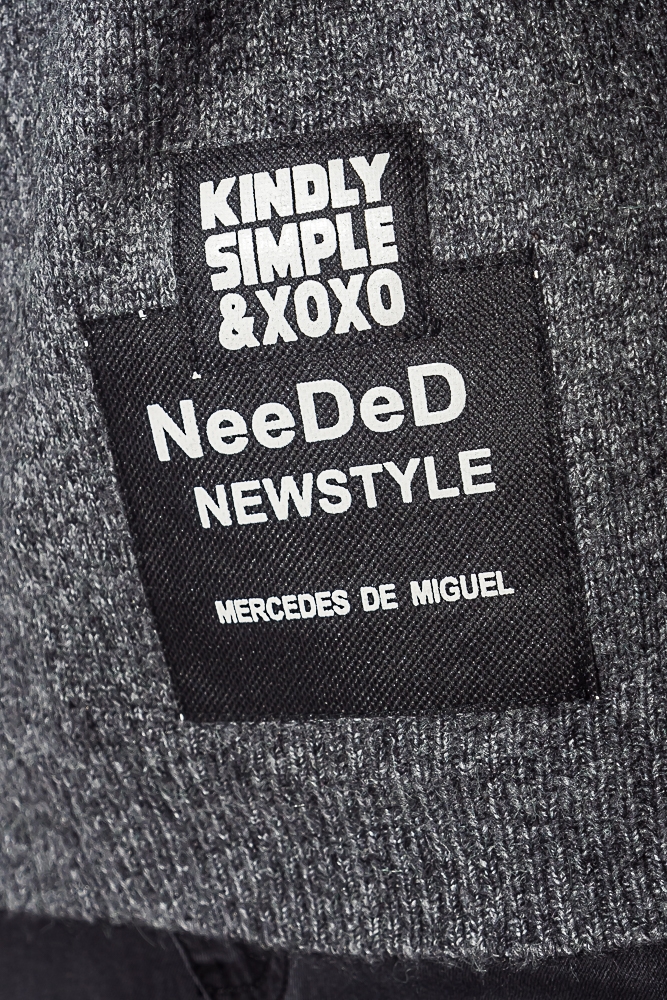 KINDLY
SIMPLE
&XOXO
NeeDeD
NEWSTYLE
MERCEDES DE MIGUEL